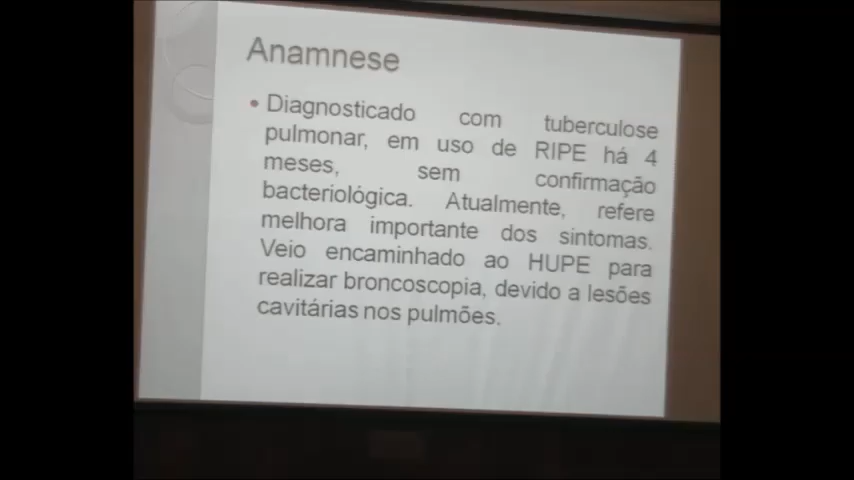 Anamnese
• Diagnosticado com tuberculose
pulmonar, em uso de RIPE há 4
meses, sem confirmação
bacteriológica. Atualmente, refere
melhora importante dos sintomas.
Veio encaminhado ao HUPE para
realizar broncoscopia, devido a lesões
cavitárias nos pulmões.